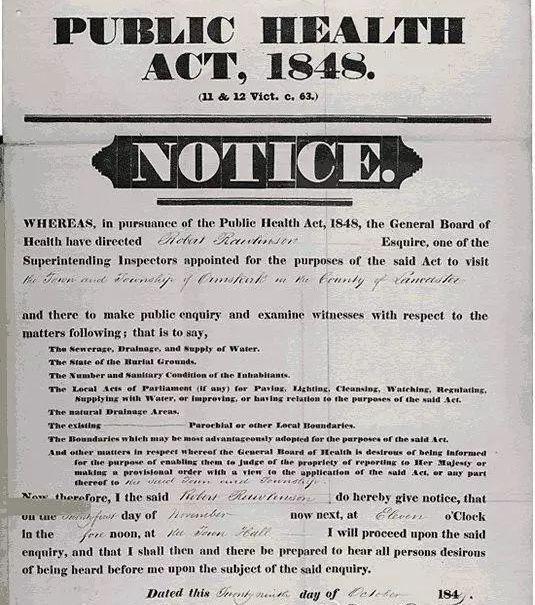 PUBLIC HEALTH
ACT, 1848.
(11 & 12 Vict. c. 63.)
NOTICE.
WHEREAS, in pursuance of the Public Health Act, 1848, the General Board of
Health have directed Robert Rawlinson Esquire, one of the
Superintending Inspectors appointed for the purposes of the said Act to visit
the Town and Township of Ormskirk in the County of Lancaster
and there to make public enquiry and examine witnesses with respect to the
matters following; that is to say,
The Sewerage, Drainage, and Supply of Water.
The State of the Burial Grounds.
The Number and Sanitary Condition of the Inhabitants.
The Local Acts of Parliament (if any) for Paving, Lighting, Cleansing, Watching, Regulating,
Supplying with Water, or improving, or having relation to the purposes of the said Act.
The natural Drainage Areas.
The existing Parochial or other Local Boundaries.
The Boundaries which may be most advantageously adopted for the purposes of the said Act.
And other matters in respect whereof the General Board of Health is desirous of being informed
for the purpose of enabling them to judge of the propriety of reporting to Her Majesty or
making a provisional order with a view to the application of the said Act, or any part
thereof to the said Town and Township
Now therefore, I the said Robert Rawlinson do hereby give notice, that
on the Twenty first day of November now next, at Eleven o'Clock
in the fore noon, at the Town Hall I will proceed upon the said
enquiry, and that I shall then and there be prepared to hear all persons desirous
of being heard before me upon the subject of the said enquiry.
Dated this Twenty ninth day of October 1849.